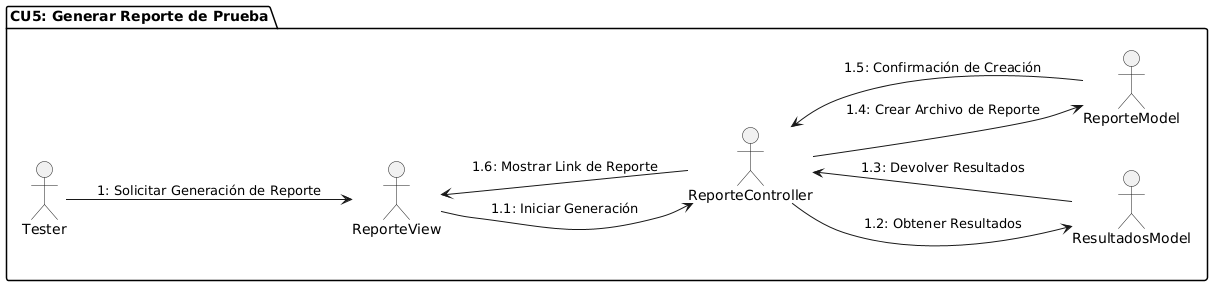 CU5: Generar Reporte de Prueba
1.5: Confirmación de Creación
1.4: Crear Archivo de Reporte
ReporteModel
1.6: Mostrar Link de Reporte
1.3: Devolver Resultados
1: Solicitar Generación de Reporte
ReporteController
1.1: Iniciar Generación
1.2: Obtener Resultados
Tester
ReporteView
ResultadosModel